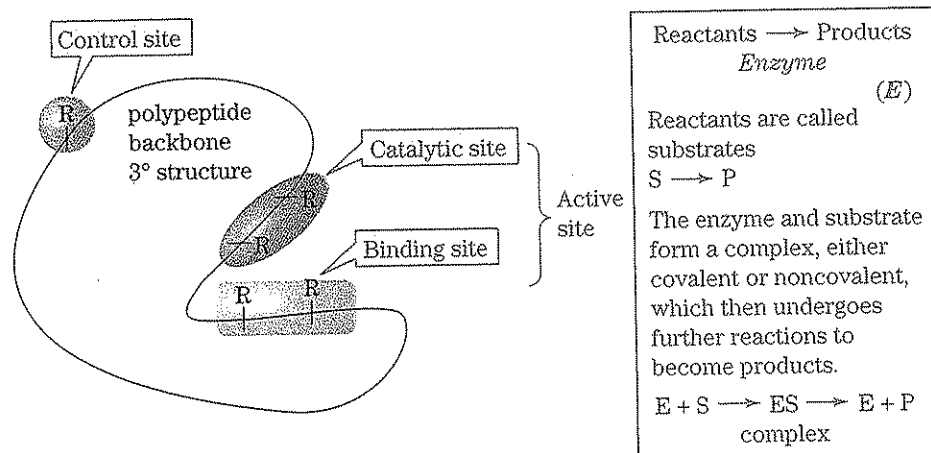 Control site
R
polypeptide
backbone
3° structure
Catalytic site
R
R
Active
site
Binding site
R R
Reactants ⟶ Products
Enzyme
(E)
Reactants are called
substrates
S ⟶ P
The enzyme and substrate
form a complex, either
covalent or noncovalent,
which then undergoes
further reactions to
become products.
E + S ⟶ ES ⟶ E + P
complex